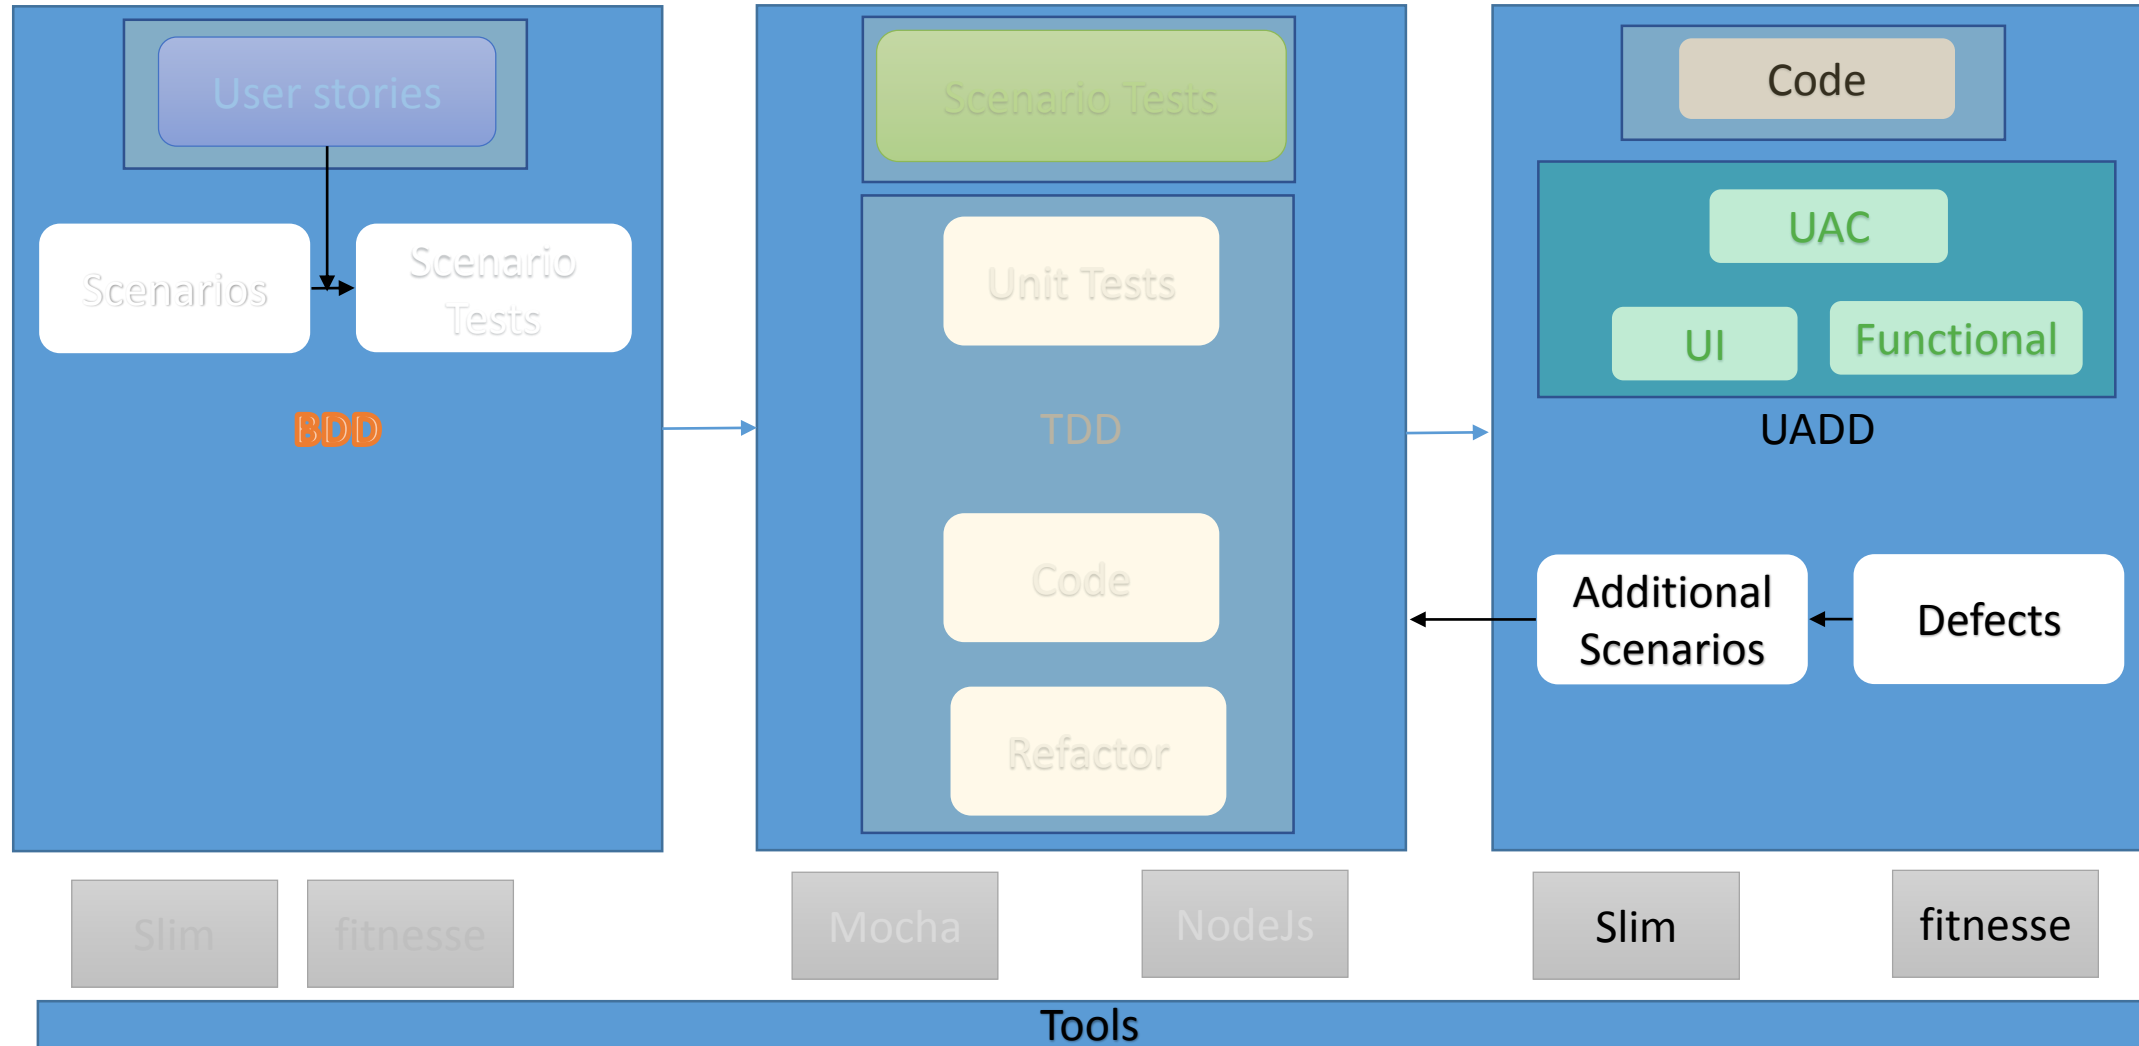 User stories
Scenarios
Scenario
Tests
BDD
Scenario Tests
Unit Tests
TDD
Code
Refactor
Code
UAC
UI
Functional
UADD
Additional
Scenarios
Defects
Slim
fitnesse
Mocha
NodeJs
Slim
fitnesse
Tools